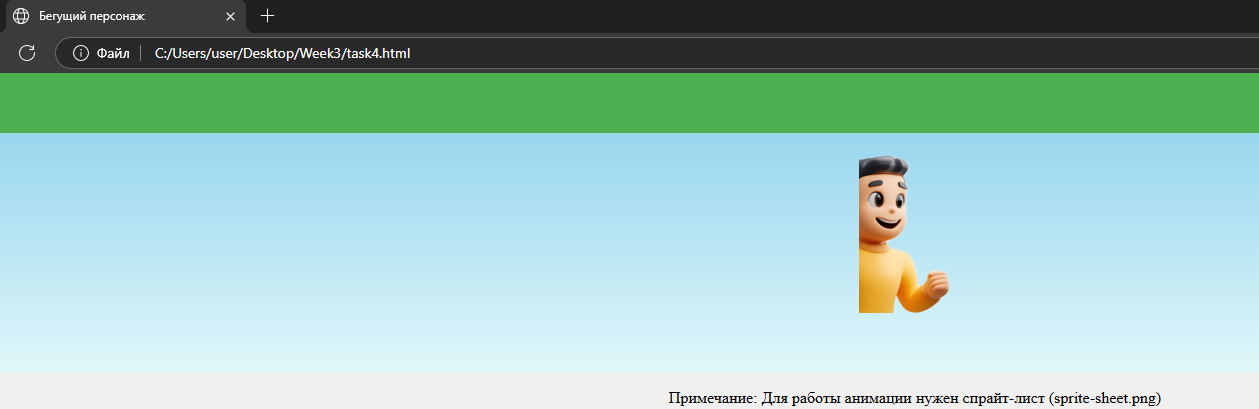 Бегущий персонаж
Файл C:/Users/user/Desktop/Week3/task4.html
Примечание: Для работы анимации нужен спрайт-лист (sprite-sheet.png)